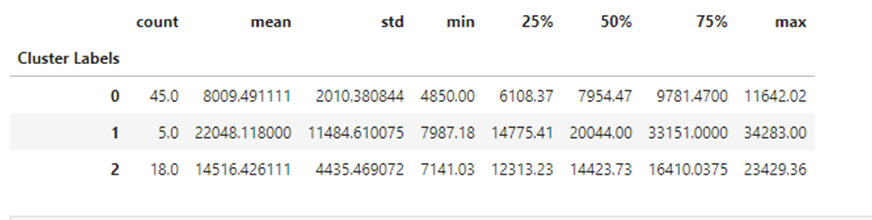 count mean std min 25% 50% 75% max
Cluster Labels
0 45.0 8009.491111 2010.380844 4850.00 6108.37 7954.47 9781.4700 11642.02
1 5.0 22048.118000 11484.610075 7987.18 14775.41 20044.00 33151.0000 34283.00
2 18.0 14516.426111 4435.469072 7141.03 12313.23 14423.73 16410.0375 23429.36